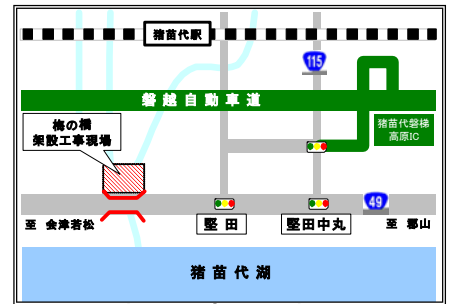 猪苗代駅
115
磐越自動車道
猪苗代磐梯
高原IC
梅の橋
架設工事現場
49
至 会津若松
堅田
堅田中丸
至 郡山
猪苗代湖